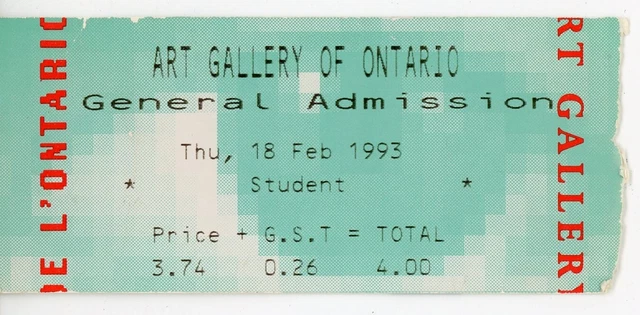 DE L'ONTARIO
ART GALLERY OF ONTARIO
General Admission
Thu, 18 Feb 1993
* Student *
Price + G.S.T = TOTAL
3.74 0.26 4.00
ART GALLERY